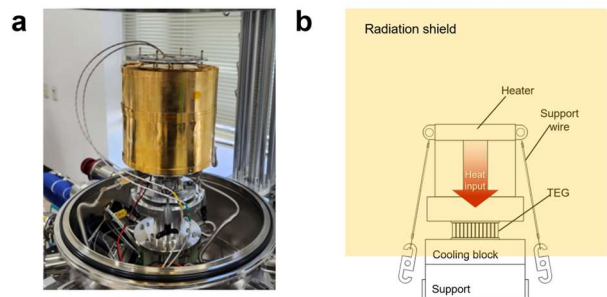 a
b
Radiation shield
Heater
Support
wire
Heat
input
TEG
Cooling block
Support